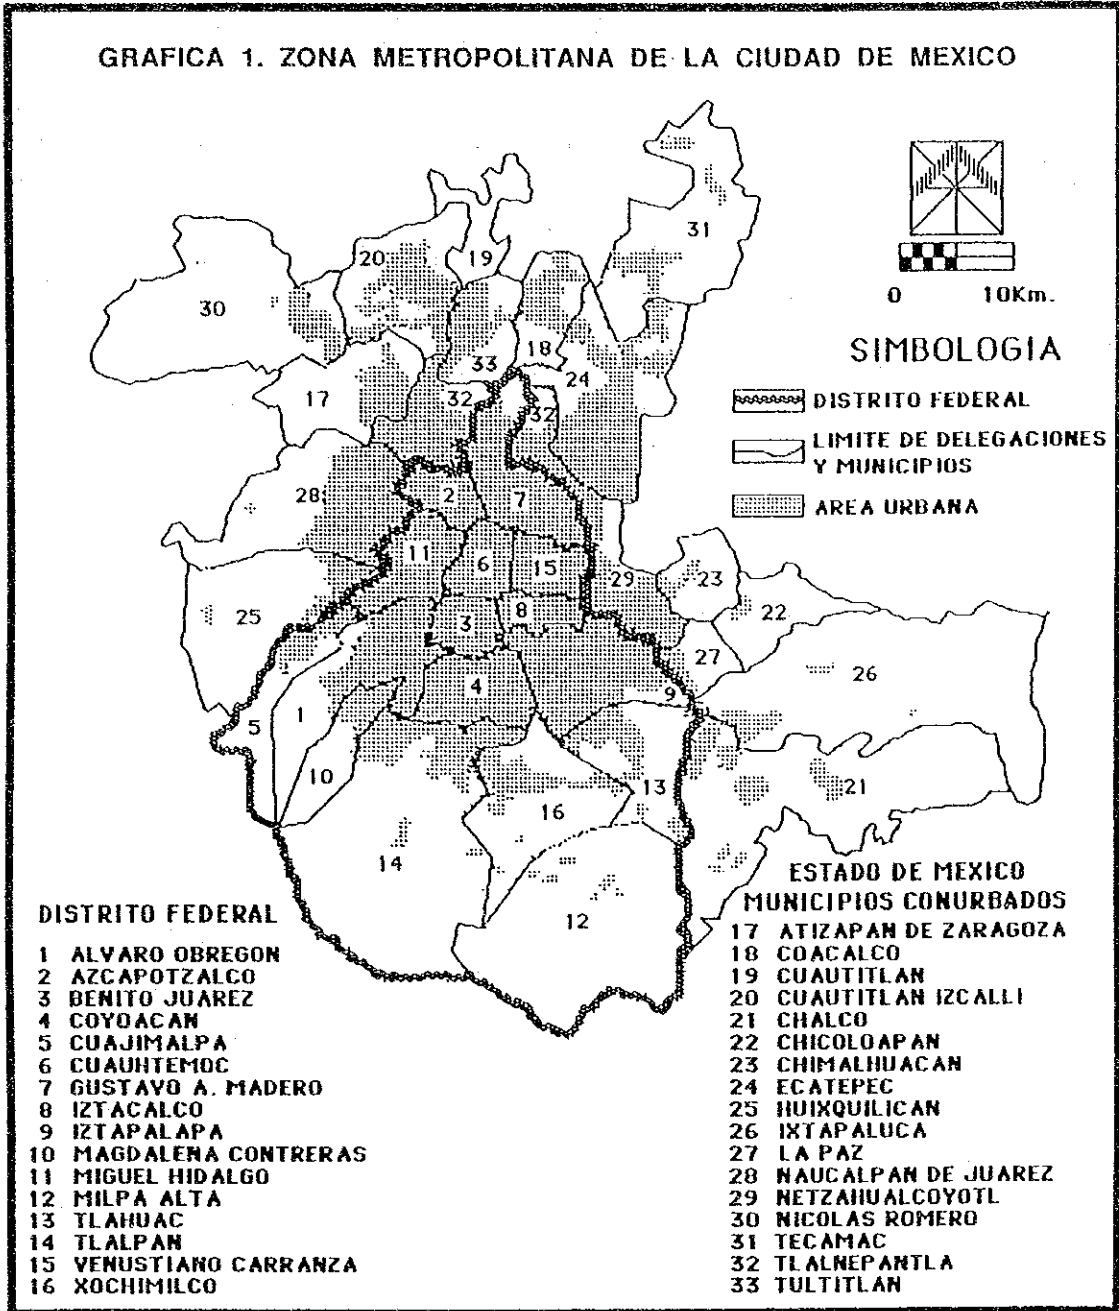 GRAFICA 1. ZONA METROPOLITANA DE LA CIUDAD DE MEXICO
31
20
19
30
0 10Km.
SIMBOLOGIA
18
33
24
17
32
32
DISTRITO FEDERAL
LIMITE DE DELEGACIONES
Y MUNICIPIOS
AREA URBANA
28
2
7
11
6
15
29
23
25
3
8
22
27
26
4
9
1
5
10
13
21
16
14
12
DISTRITO FEDERAL
1 ALVARO OBREGON
2 AZCAPOTZALCO
3 BENITO JUAREZ
4 COYOACAN
5 CUAJIMALPA
6 CUAUHTEMOC
7 GUSTAVO A. MADERO
8 IZTACALCO
9 IZTAPALAPA
10 MAGDALENA CONTRERAS
11 MIGUEL HIDALGO
12 MILPA ALTA
13 TLAHUAC
14 TLALPAN
15 VENUSTIANO CARRANZA
16 XOCHIMILCO
ESTADO DE MEXICO
MUNICIPIOS CONURBADOS
17 ATIZAPAN DE ZARAGOZA
18 COACALCO
19 CUAUTITLAN
20 CUAUTITLAN IZCALLI
21 CHALCO
22 CHICOLOAPAN
23 CHIMALHUACAN
24 ECATEPEC
25 HUIXQUILICAN
26 IXTAPALUCA
27 LA PAZ
28 NAUCALPAN DE JUAREZ
29 NETZAHUALCOYOTL
30 NICOLAS ROMERO
31 TECAMAC
32 TLALNEPANTLA
33 TULTITLAN